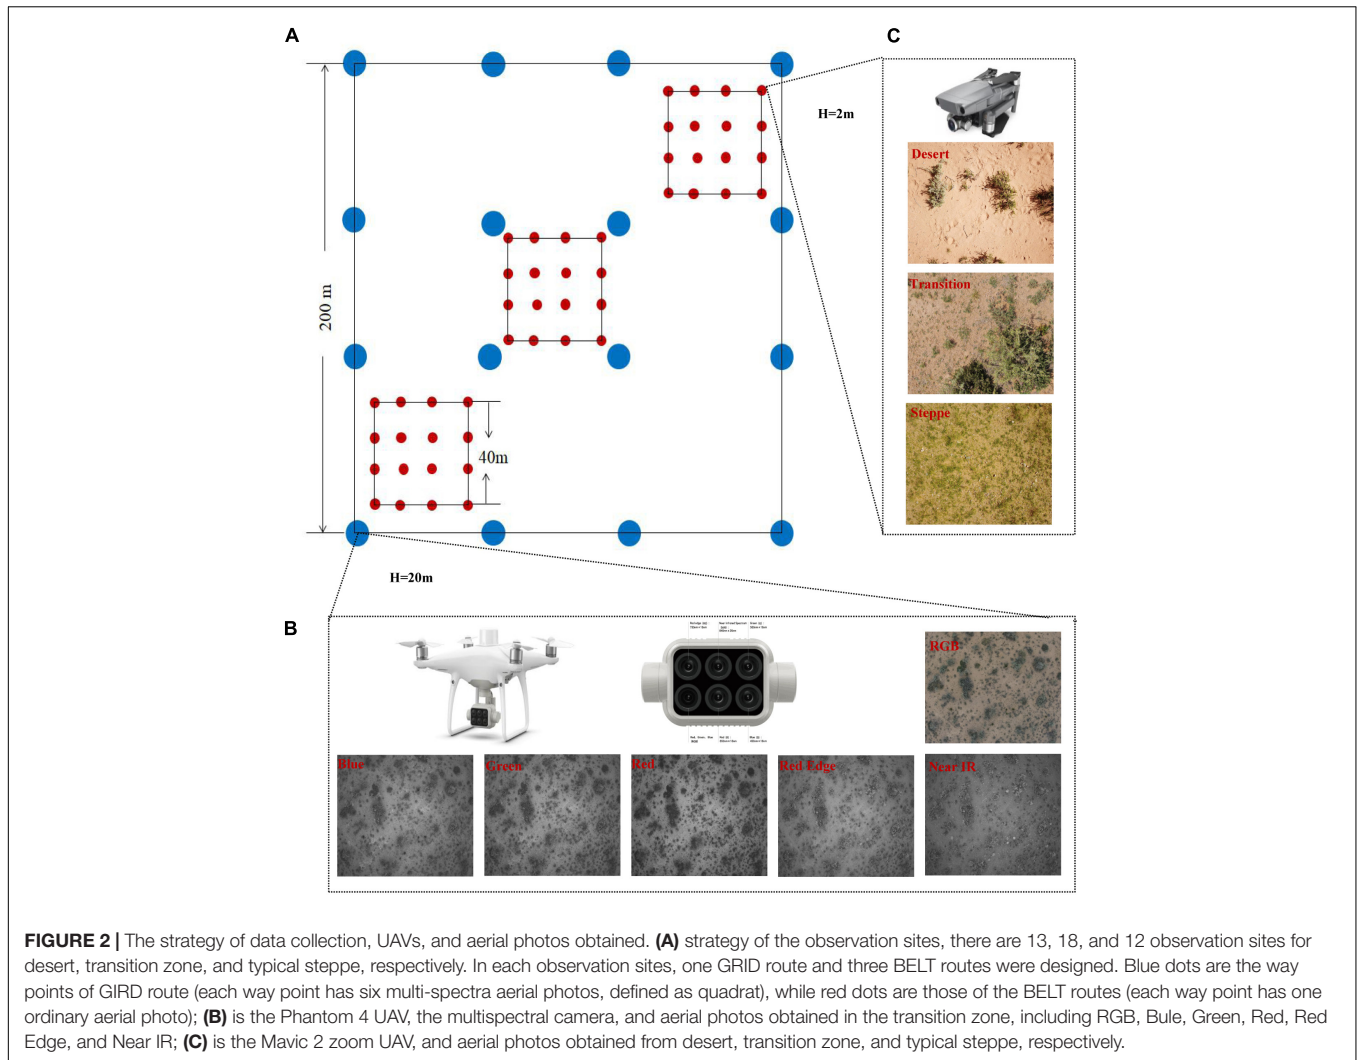 A
C
H=2m
Desert
Transition
200 m
Steppe
40m
H=20m
B
RGB
Blue
Green
Red
Red Edge
Near IR
FIGURE 2 | The strategy of data collection, UAVs, and aerial photos obtained. (A) strategy of the observation sites, there are 13, 18, and 12 observation sites for
desert, transition zone, and typical steppe, respectively. In each observation sites, one GRID route and three BELT routes were designed. Blue dots are the way
points of GIRD route (each way point has six multi-spectra aerial photos, defined as quadrat), while red dots are those of the BELT routes (each way point has one
ordinary aerial photo); (B) is the Phantom 4 UAV, the multispectral camera, and aerial photos obtained in the transition zone, including RGB, Bule, Green, Red, Red
Edge, and Near IR; (C) is the Mavic 2 zoom UAV, and aerial photos obtained from desert, transition zone, and typical steppe, respectively.